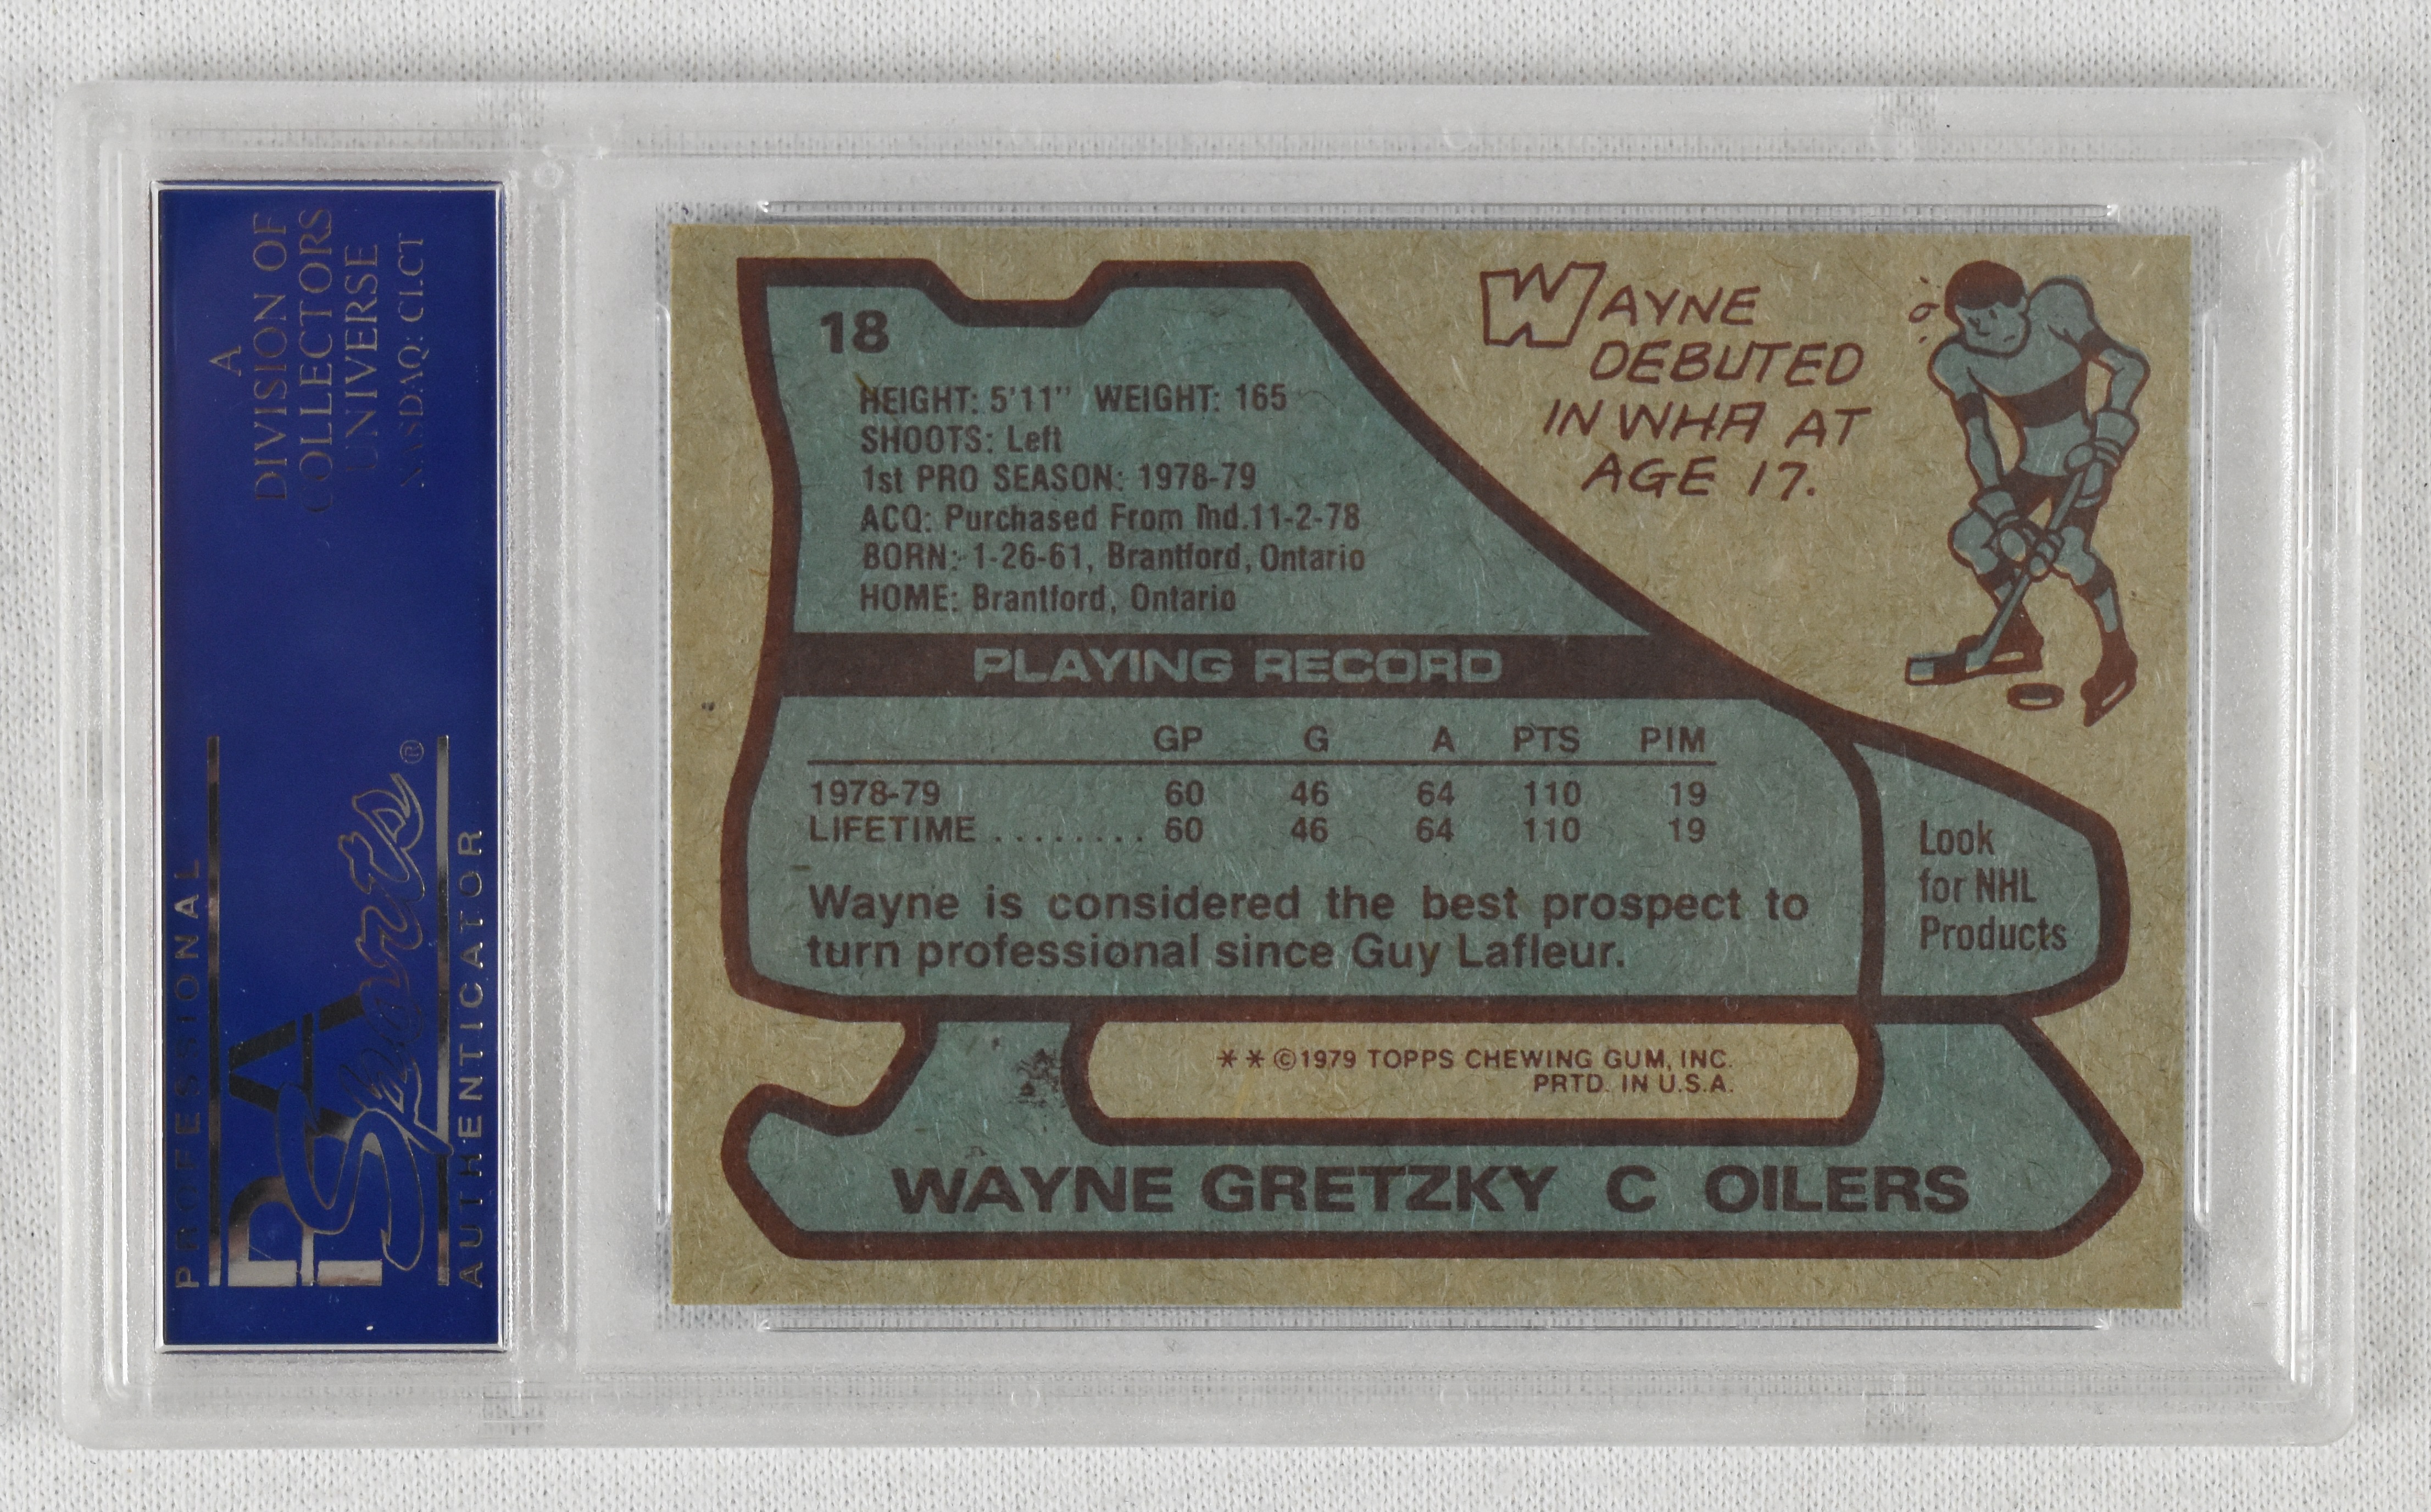 A
DIVISION OF
COLLECTORS
UNIVERSE
NASDAQ: CLCT
PROFESSIONAL
PSA
Sports®
AUTHENTICATOR
18
HEIGHT: 5'11" WEIGHT: 165
SHOOTS: Left
1st PRO SEASON: 1978-79
ACQ: Purchased From Ind.11-2-78
BORN: 1-26-61, Brantford, Ontario
HOME: Brantford, Ontario
WAYNE
DEBUTED
IN WHA AT
AGE 17.
PLAYING RECORD
GP G A PTS PIM
1978-79 60 46 64 110 19
LIFETIME ........ 60 46 64 110 19
Wayne is considered the best prospect to
turn professional since Guy Lafleur.
Look
for NHL
Products
**©1979 TOPPS CHEWING GUM, INC.
PRTD. IN U.S.A.
WAYNE GRETZKY C OILERS